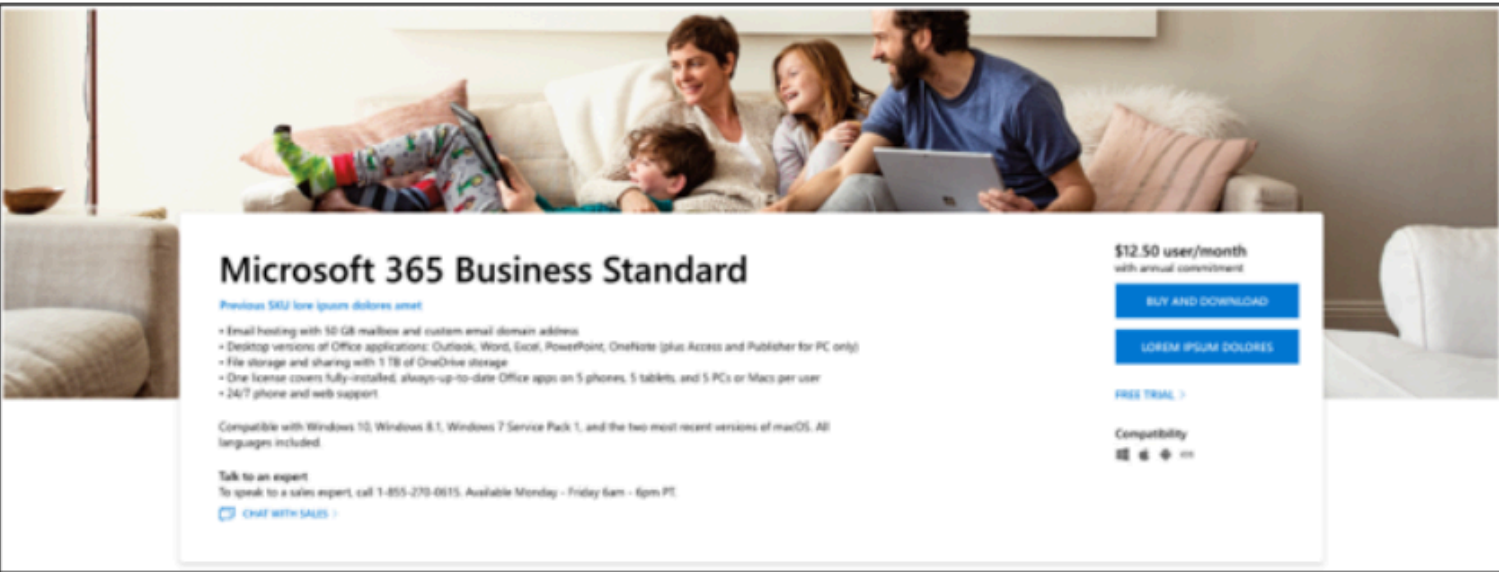 Microsoft 365 Business Standard
Previous SKU lore ipusm dolores amet
• Email hosting with 50 GB mailbox and custom email domain address
• Desktop versions of Office applications: Outlook, Word, Excel, PowerPoint, OneNote (plus Access and Publisher for PC only)
• File storage and sharing with 1 TB of OneDrive storage
• One license covers fully-installed, always-up-to-date Office apps on 5 phones, 5 tablets, and 5 PCs or Macs per user
• 24/7 phone and web support
Compatible with Windows 10, Windows 8.1, Windows 7 Service Pack 1, and the two most recent versions of macOS. All
languages included.
Talk to an expert
To speak to a sales expert, call 1-855-270-0615. Available Monday - Friday 6am - 6pm PT.
CHAT WITH SALES >
$12.50 user/month
with annual commitment
BUY AND DOWNLOAD
LOREM IPSUM DOLORES
FREE TRIAL >
Compatibility